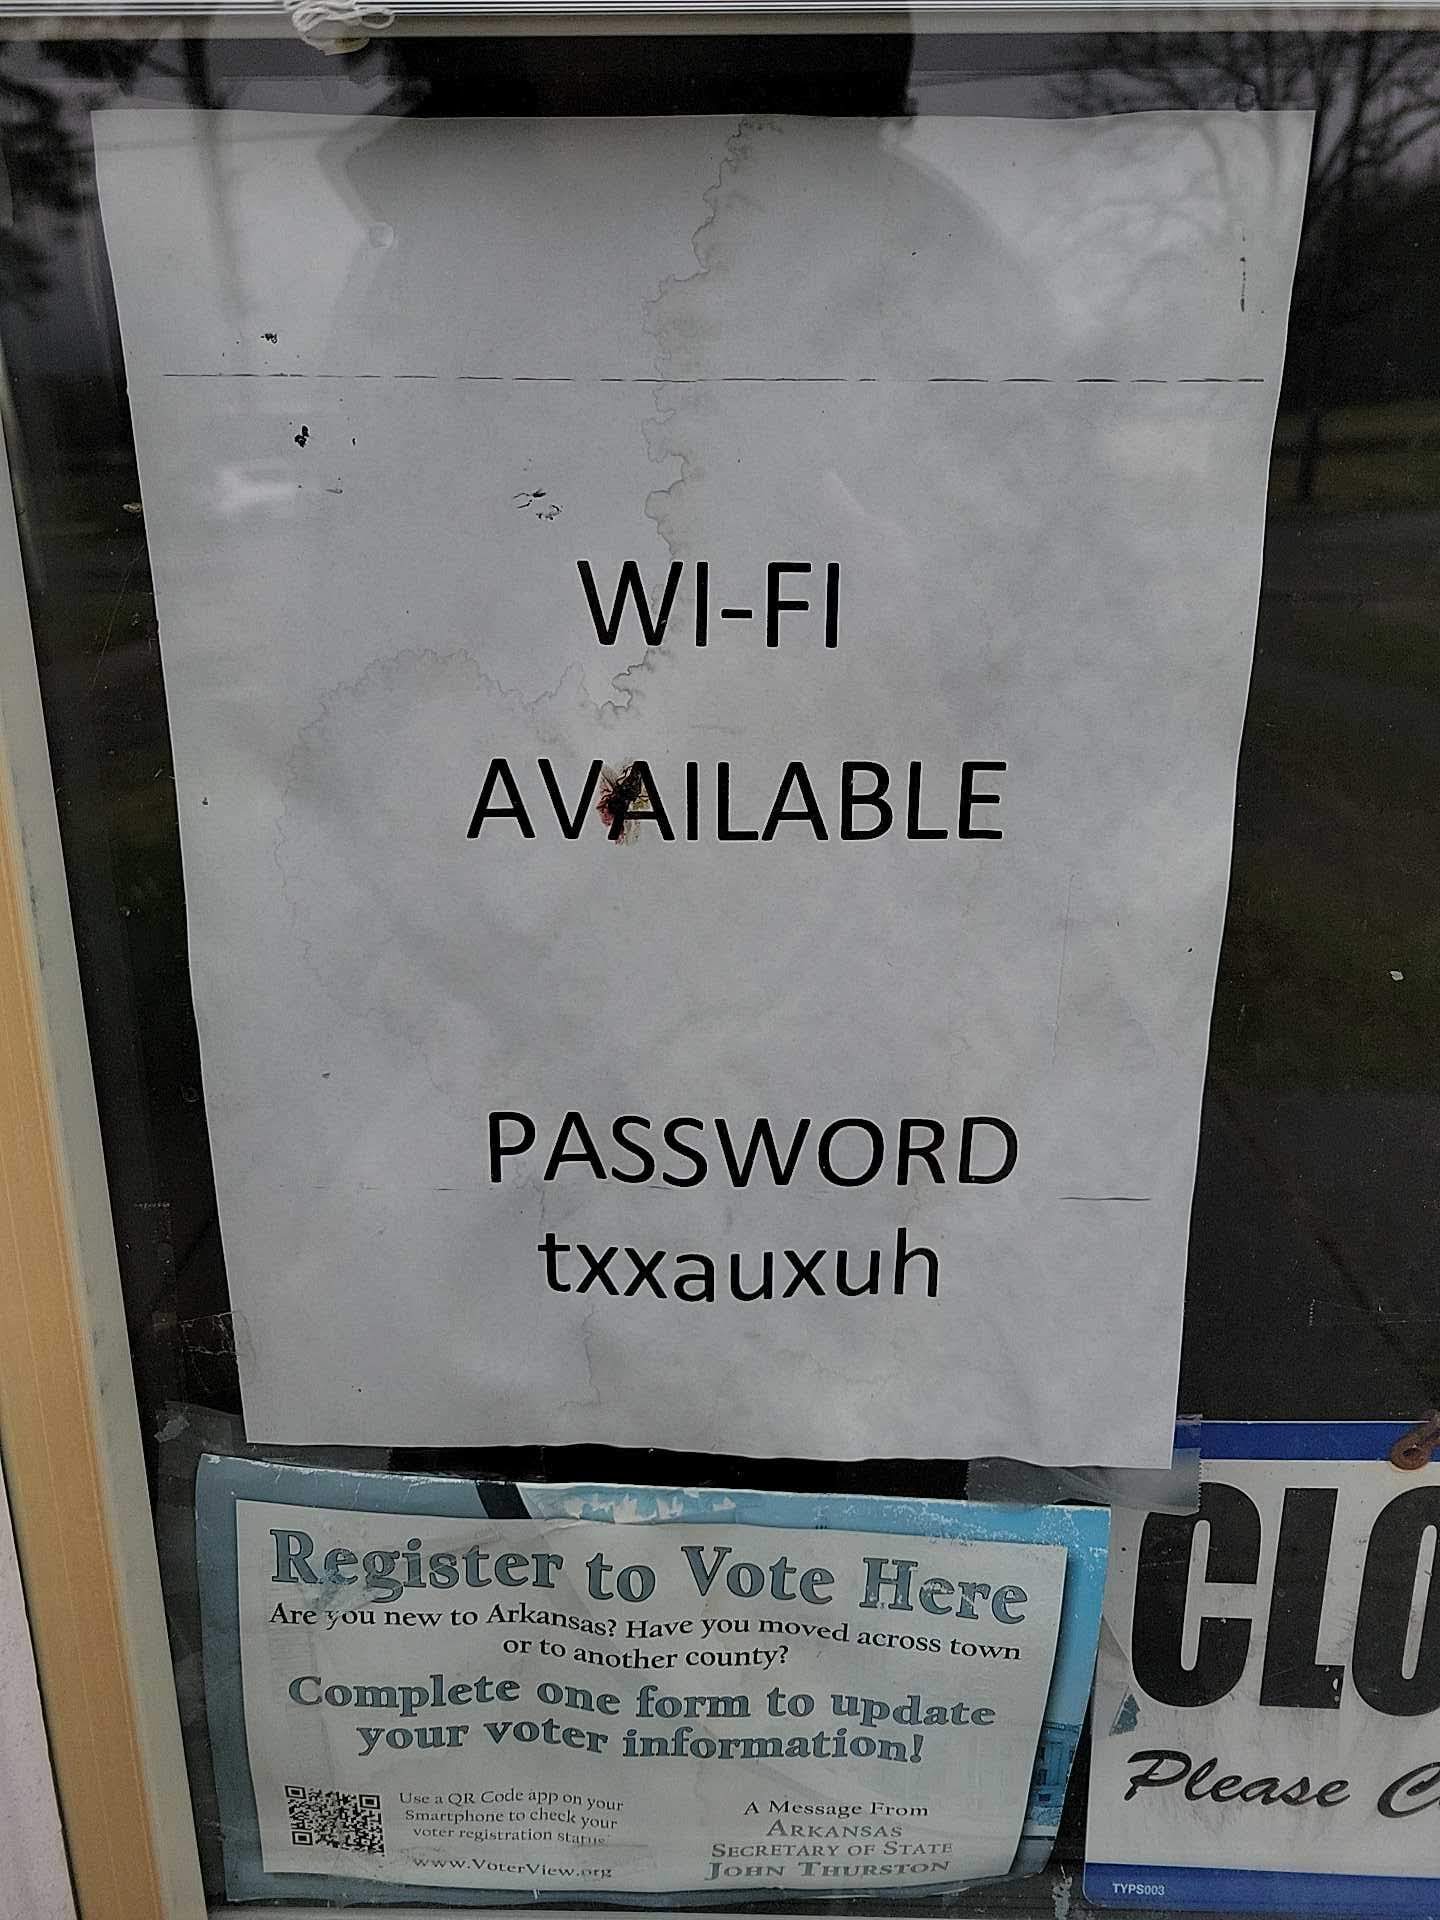 WI-FI
AVAILABLE
PASSWORD
txxauxuh
Register to Vote Here
Are you new to Arkansas? Have you moved across town
or to another county?
Complete one form to update
your voter information!
Use a QR Code app on your
Smartphone to check your
voter registration status
www.VoterView.org
A Message From
ARKANSAS
SECRETARY OF STATE
JOHN THURSTON
CLO
Please C
TYPS003